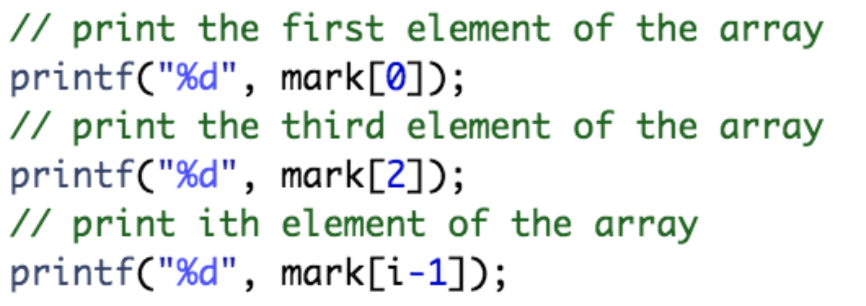 // print the first element of the array
printf("%d", mark[0]);
// print the third element of the array
printf("%d", mark[2]);
// print ith element of the array
printf("%d", mark[i-1]);